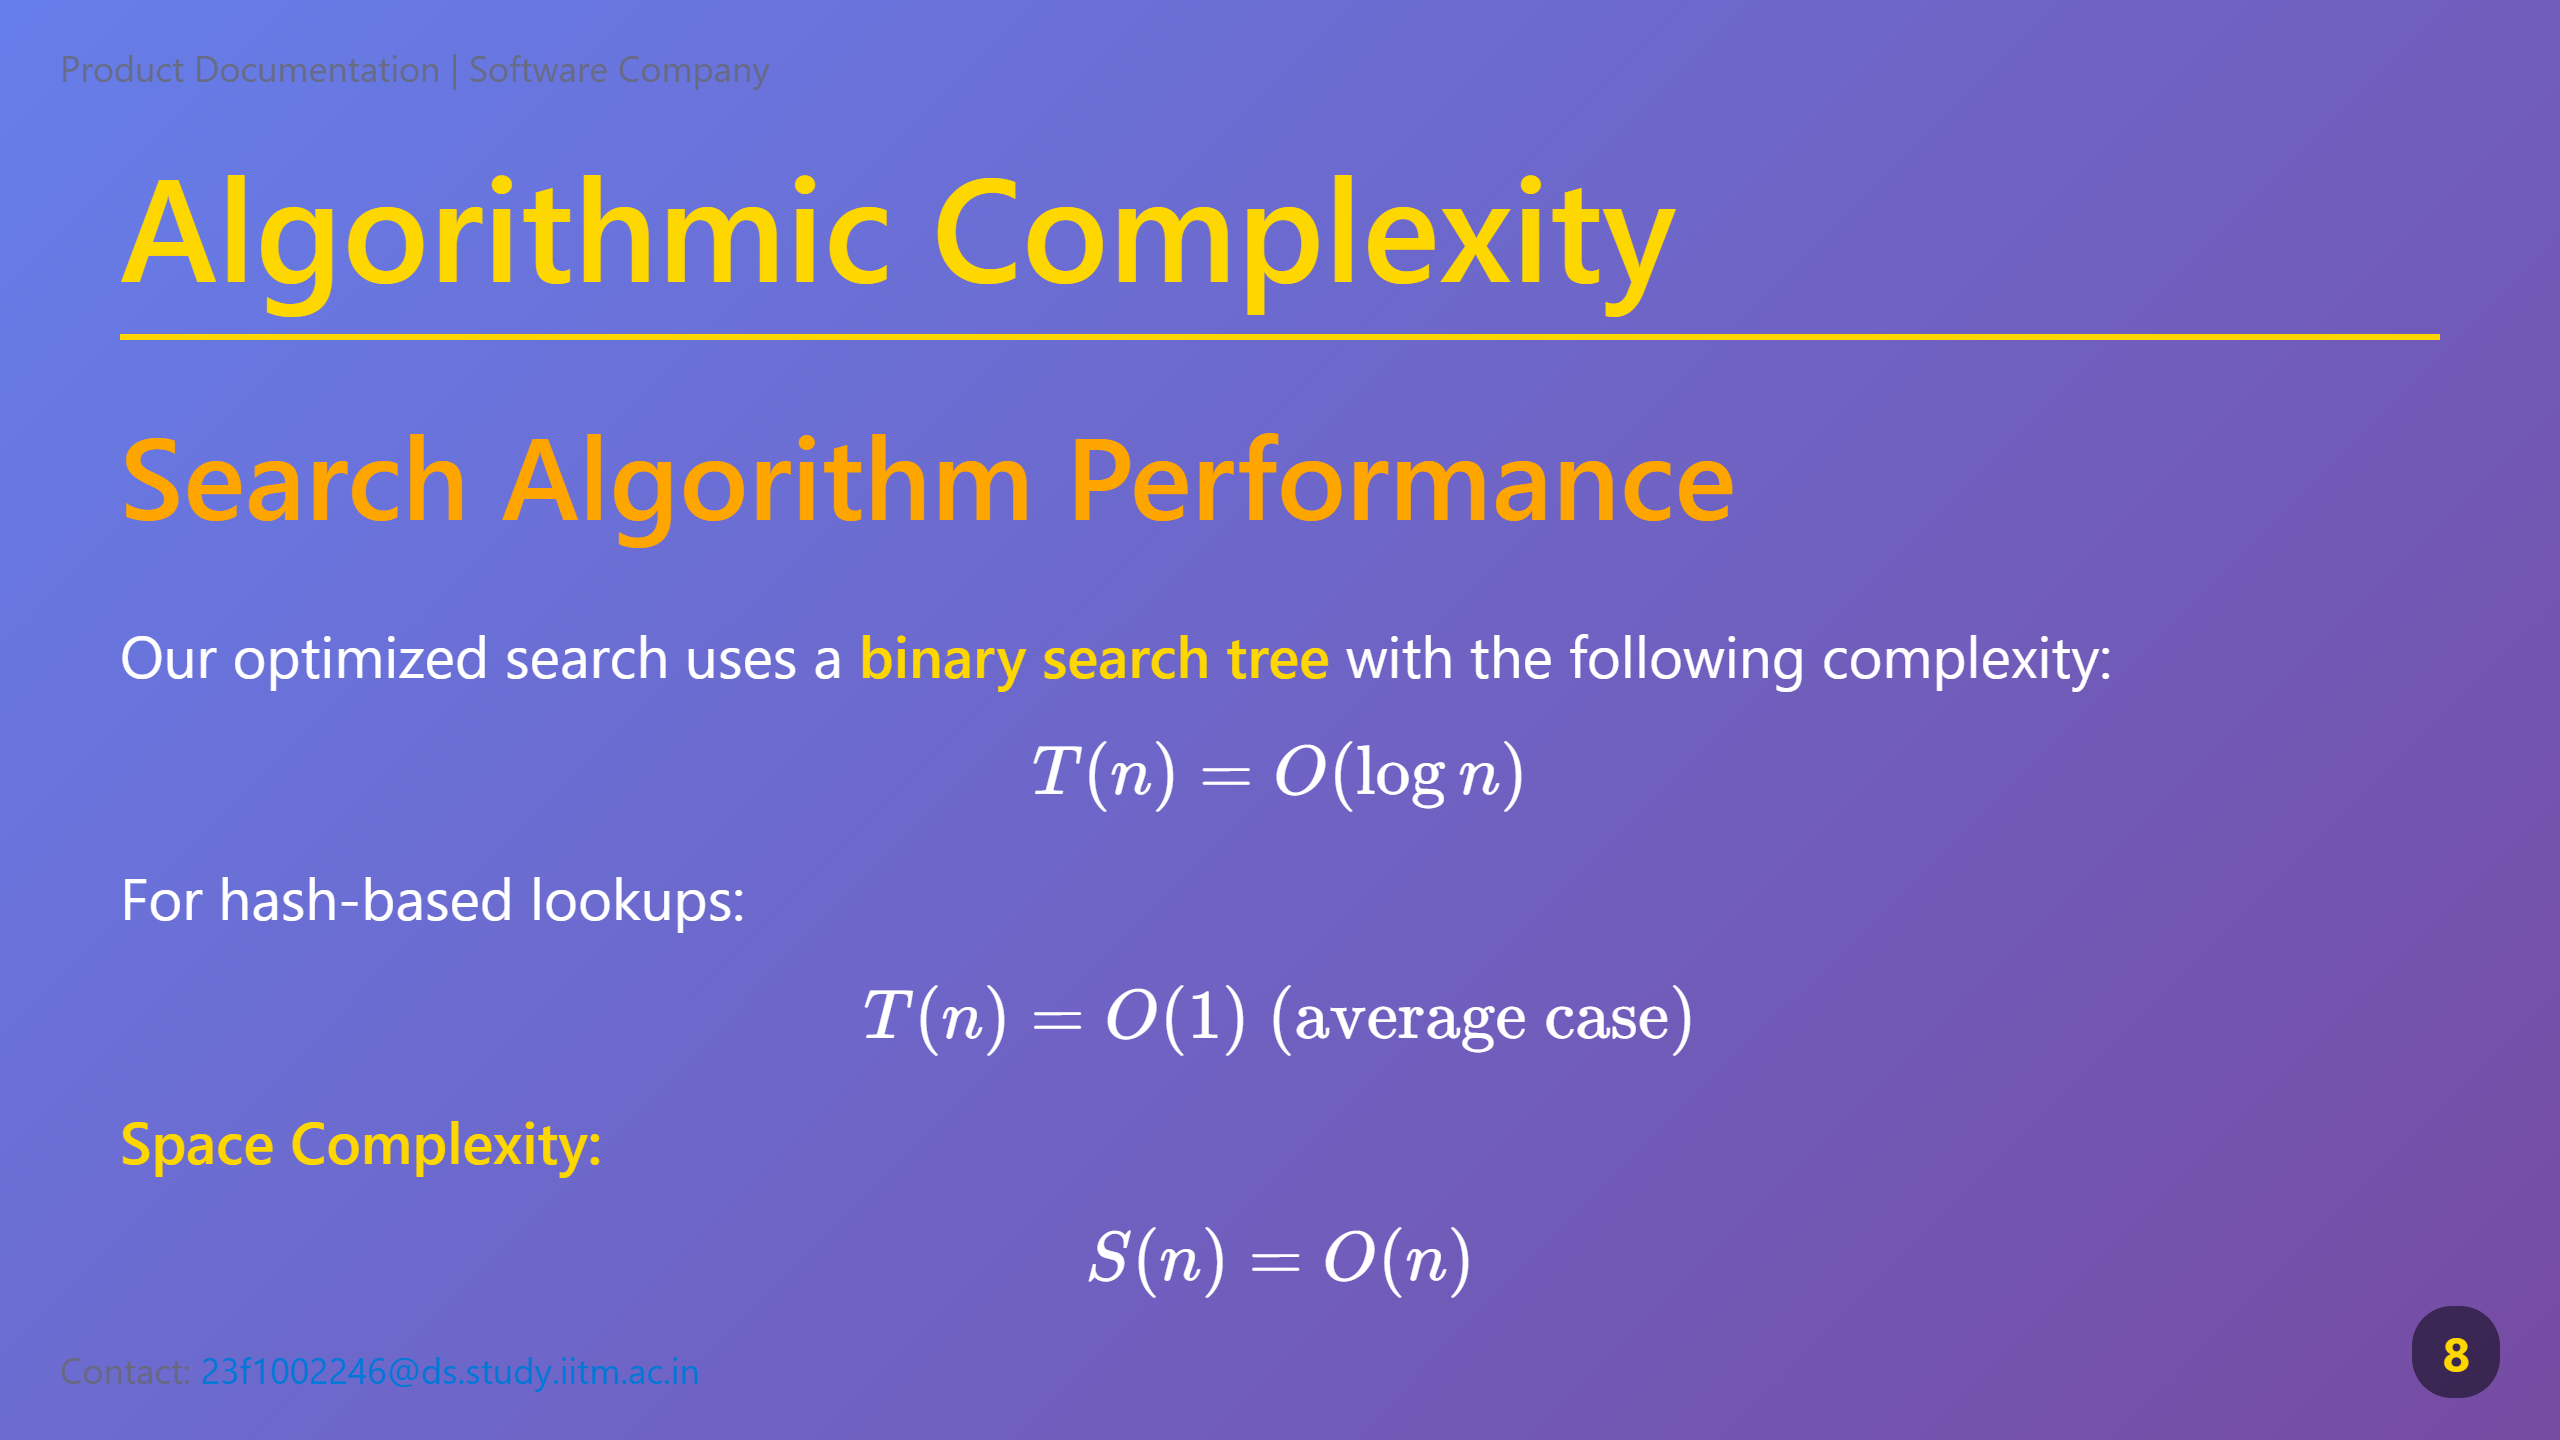 Product Documentation | Software Company
Algorithmic Complexity
Search Algorithm Performance
Our optimized search uses a binary search tree with the following complexity:
T(n) = O(log n)
For hash-based lookups:
T(n) = O(1) (average case)
Space Complexity:
S(n) = O(n)
Contact: 23f1002246@ds.study.iitm.ac.in
8